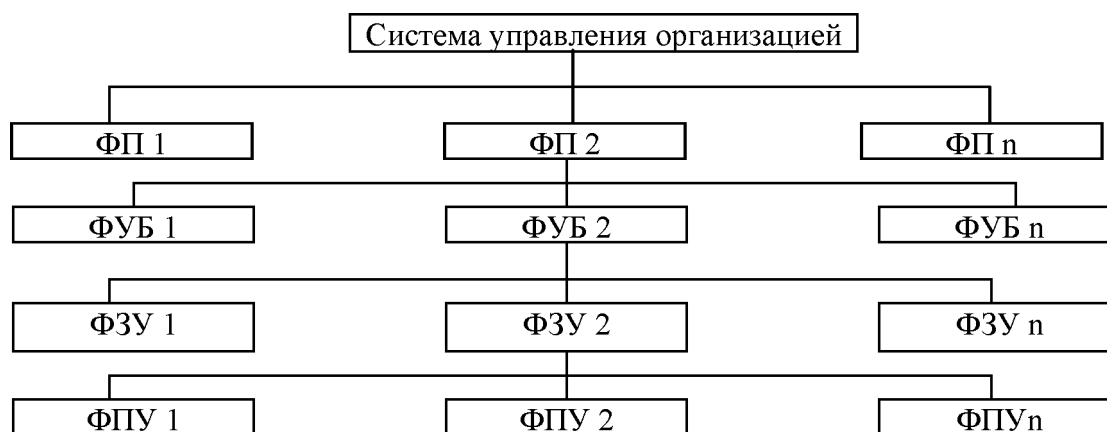 Система управления организацией
ФП 1 ФП 2 ФП n
ФУБ 1 ФУБ 2 ФУБ n
ФЗУ 1 ФЗУ 2 ФЗУ n
ФПУ 1 ФПУ 2 ФПУn